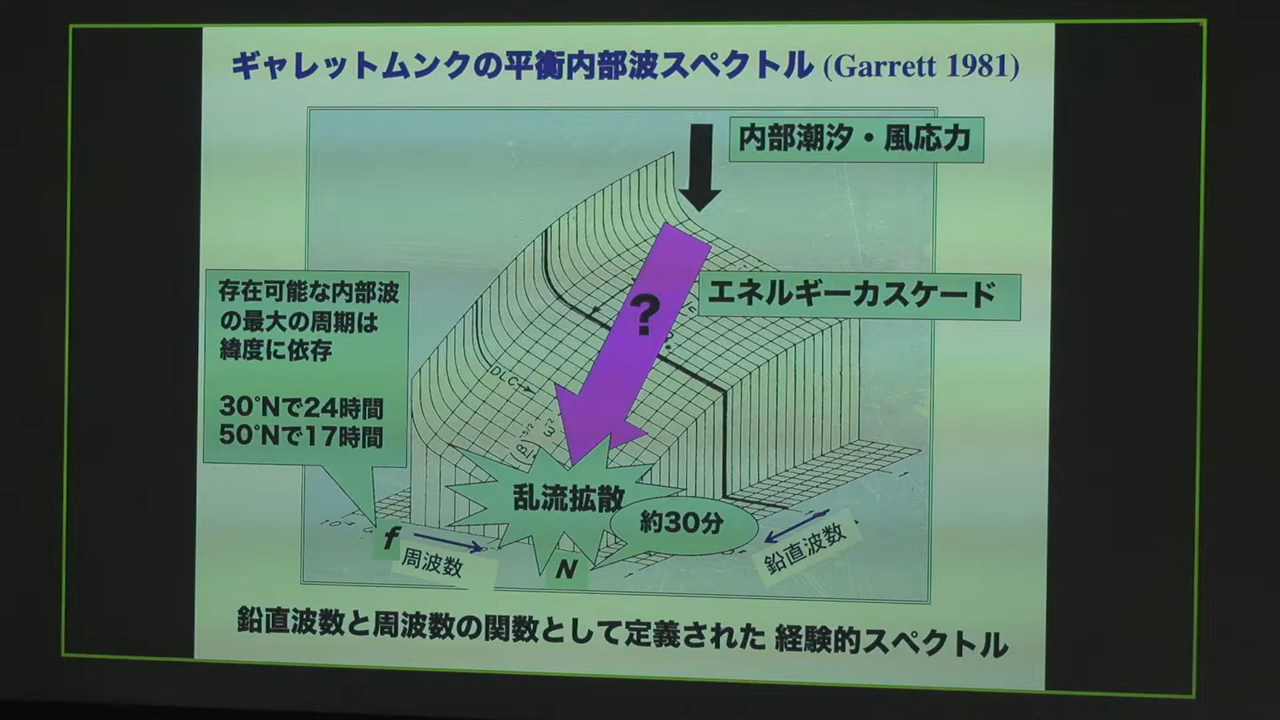 ギャレットムンクの平衡内部波スペクトル (Garrett 1981)
内部潮汐・風応力
エネルギーカスケード
?
存在可能な内部波
の最大の周期は
緯度に依存
30°Nで24時間
50°Nで17時間
DLC→
乱流拡散
約30分
f
周波数
N
鉛直波数
鉛直波数と周波数の関数として定義された 経験的スペクトル